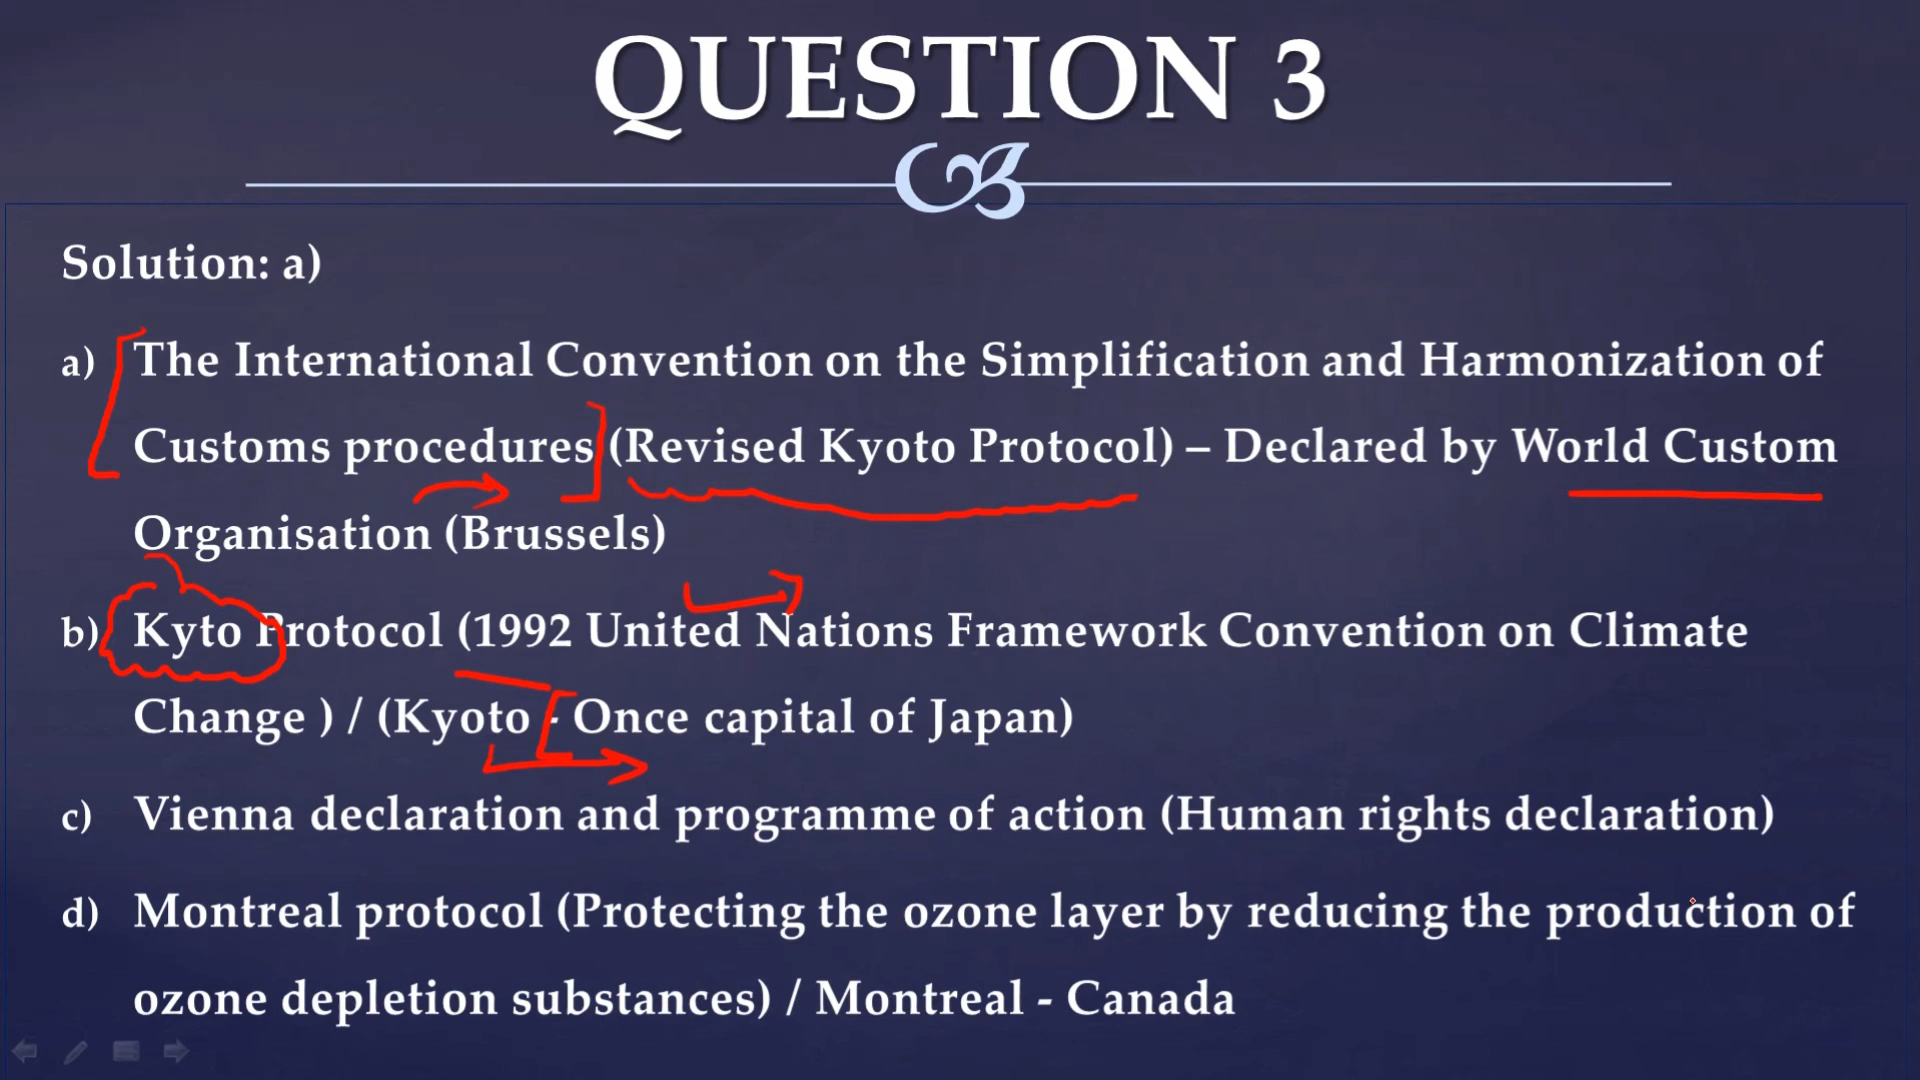 QUESTION 3
Solution: a)
a) The International Convention on the Simplification and Harmonization of
Customs procedures (Revised Kyoto Protocol) – Declared by World Custom
Organisation (Brussels)
b) Kyto Protocol (1992 United Nations Framework Convention on Climate
Change ) / (Kyoto - Once capital of Japan)
c) Vienna declaration and programme of action (Human rights declaration)
d) Montreal protocol (Protecting the ozone layer by reducing the production of
ozone depletion substances) / Montreal - Canada